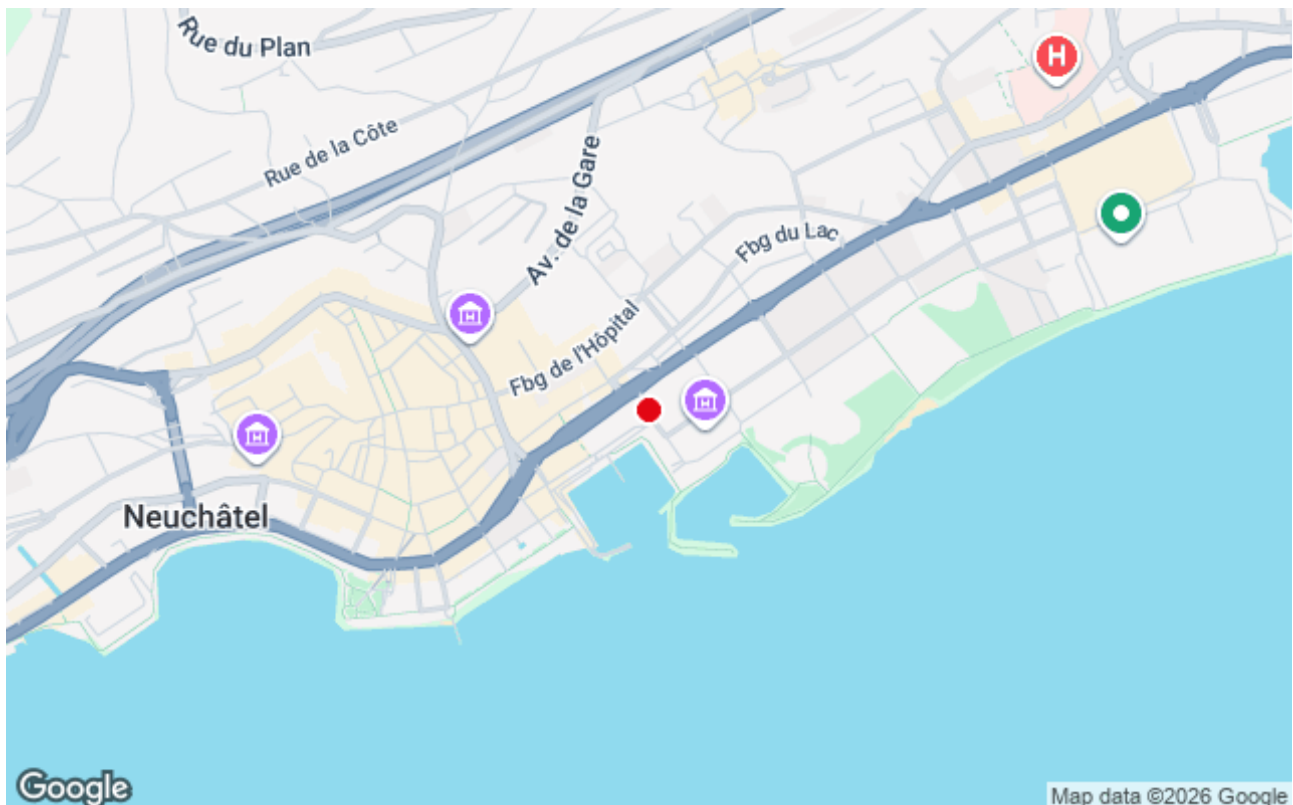 Rue du Plan
H
Rue de la Côte
Av. de la Gare
Fbg du Lac
Fbg de l'Hôpital
Neuchâtel
Google
Map data ©2026 Google